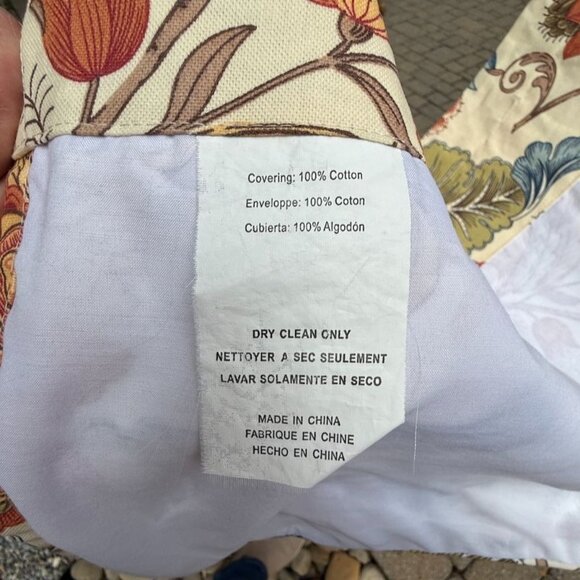 Covering: 100% Cotton
Enveloppe: 100% Coton
Cubierta: 100% Algodón
DRY CLEAN ONLY
NETTOYER A SEC SEULEMENT
LAVAR SOLAMENTE EN SECO
MADE IN CHINA
FABRIQUE EN CHINE
HECHO EN CHINA